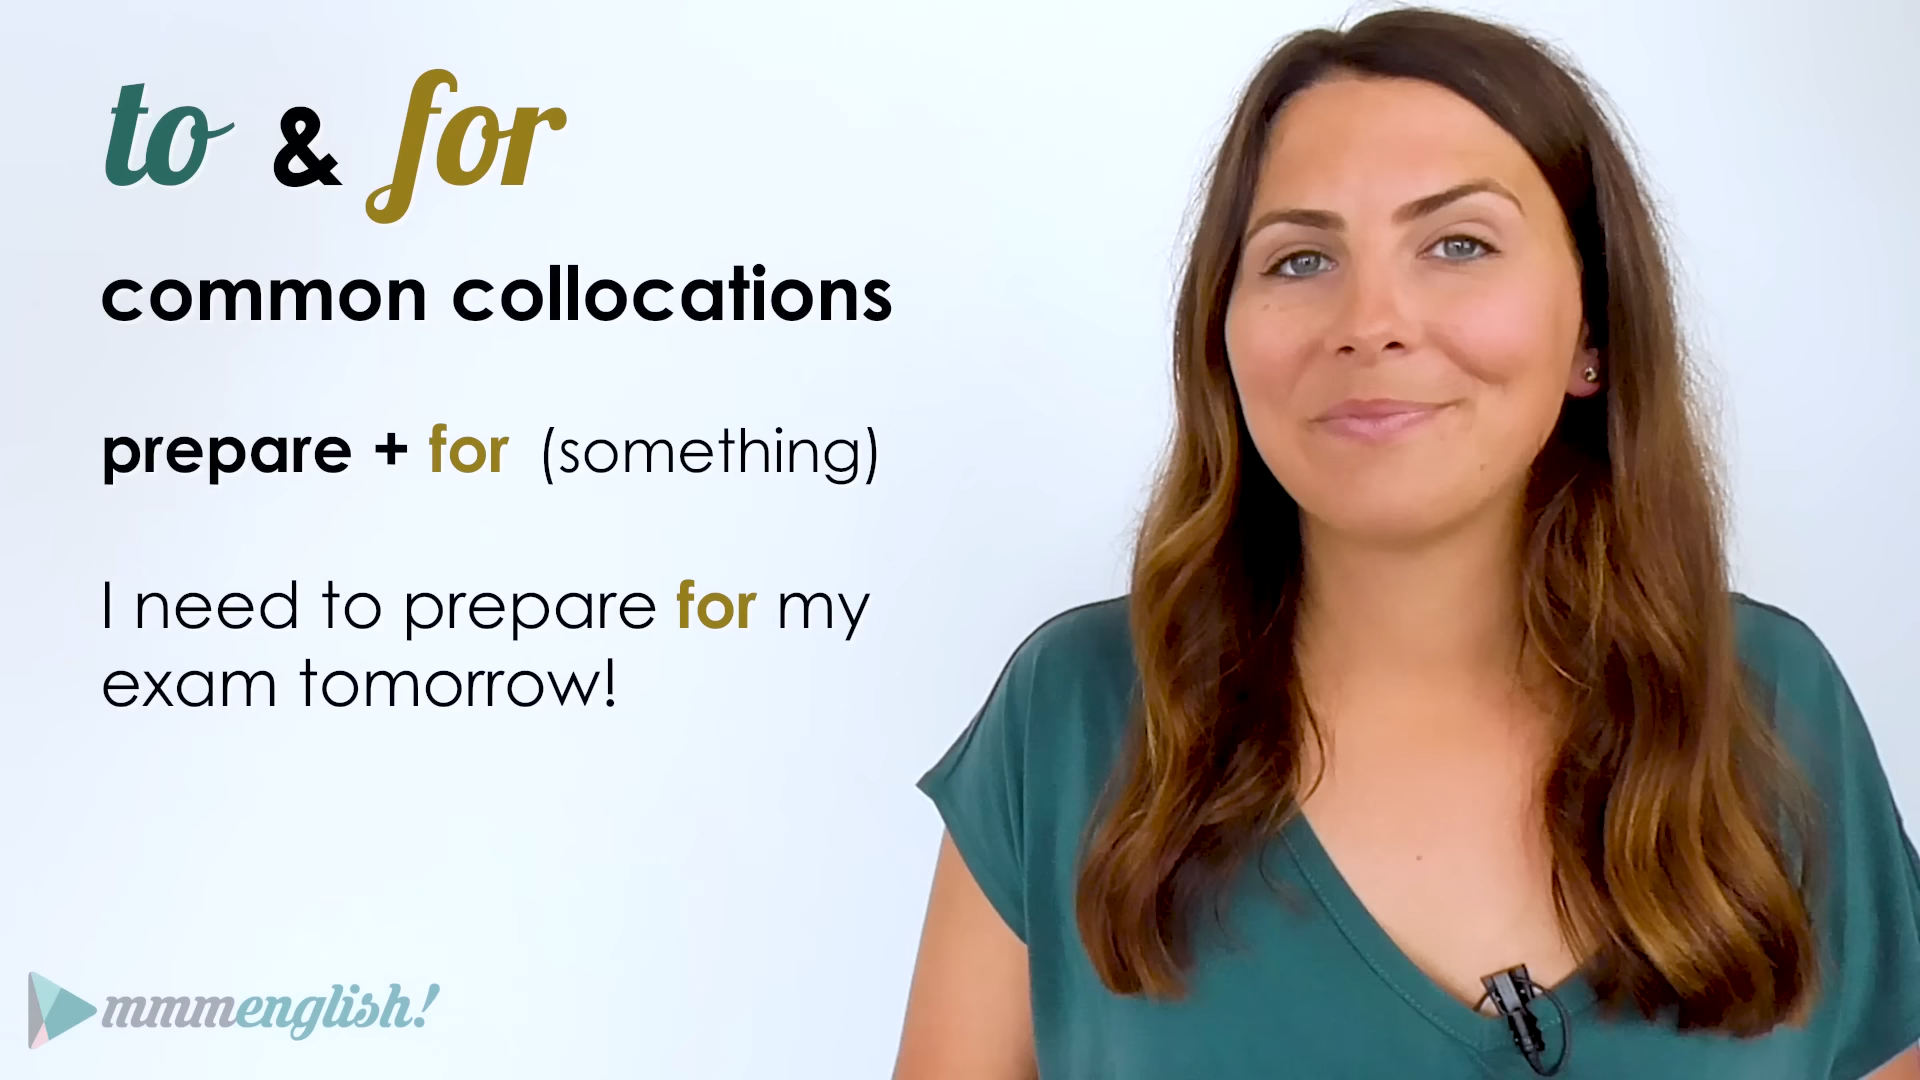 to & for
common collocations
prepare + for (something)
I need to prepare for my
exam tomorrow!
mmmenglish!